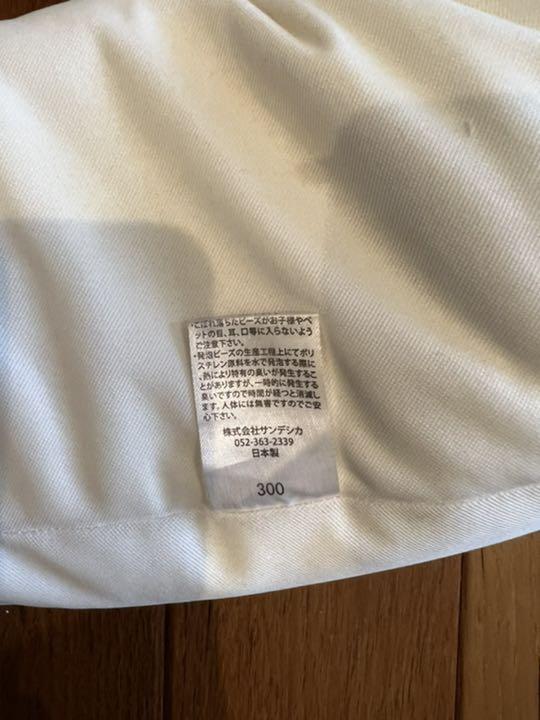 ・こぼれ落ちたビーズがお子様やペ
ットの目、耳、口等に入らないよう
ご注意下さい。
・発泡ビーズの生産工程上にてポリ
スチレン原料を水で発泡する際に
、熱により特有の臭いが発生するこ
とがありますが、一時的に発生する
臭いですので時間が経つと消滅し
ます。人体には無害ですのでご安
心下さい。
株式会社サンデシカ
052-363-2339
日本製
300